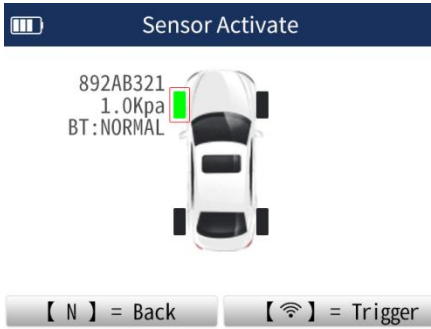 Sensor Activate
892AB321
1.0Kpa
BT:NORMAL
【 N 】 = Back
【 】 = Trigger